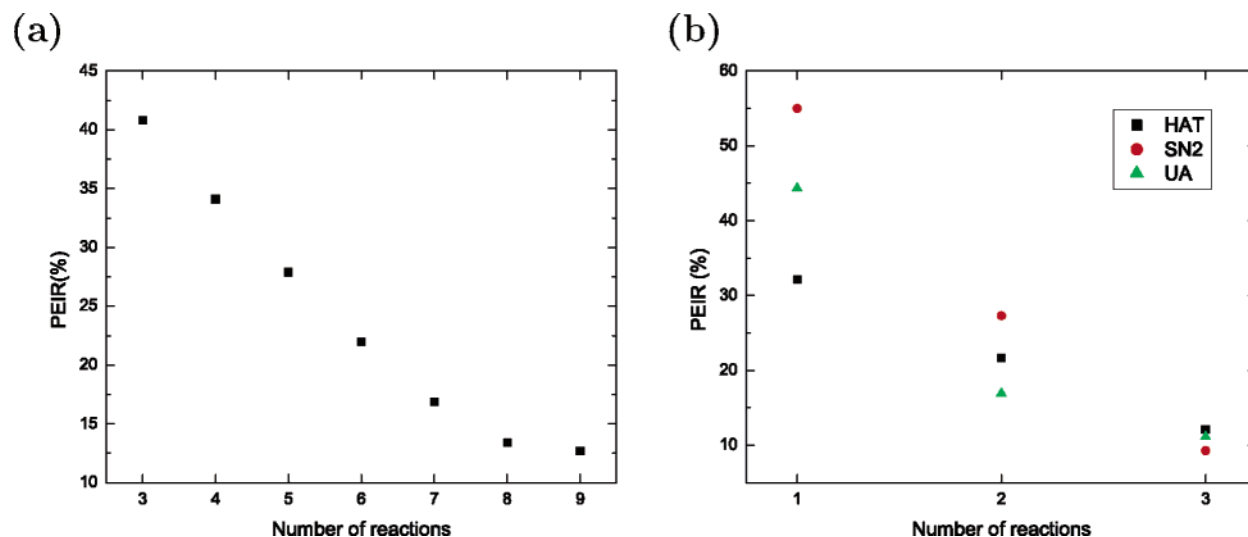 (a)
45
40
35
30
25
20
15
10
PEIR(%)
3 4 5 6 7 8 9
Number of reactions
(b)
60
50
40
30
20
10
PEIR (%)
HAT
SN2
UA
1 2 3
Number of reactions